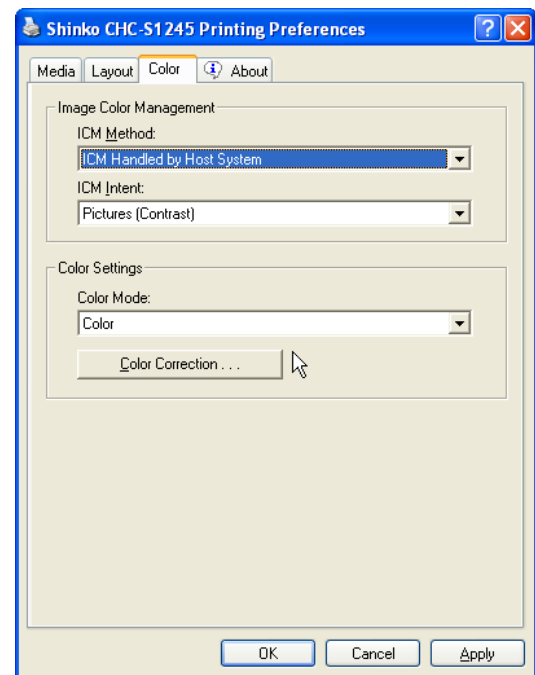 Shinko CHC-S1245 Printing Preferences
Media Layout Color About
Image Color Management
ICM Method:
ICM Handled by Host System
ICM Intent:
Pictures (Contrast)
Color Settings
Color Mode:
Color
Color Correction . . .
OK Cancel Apply